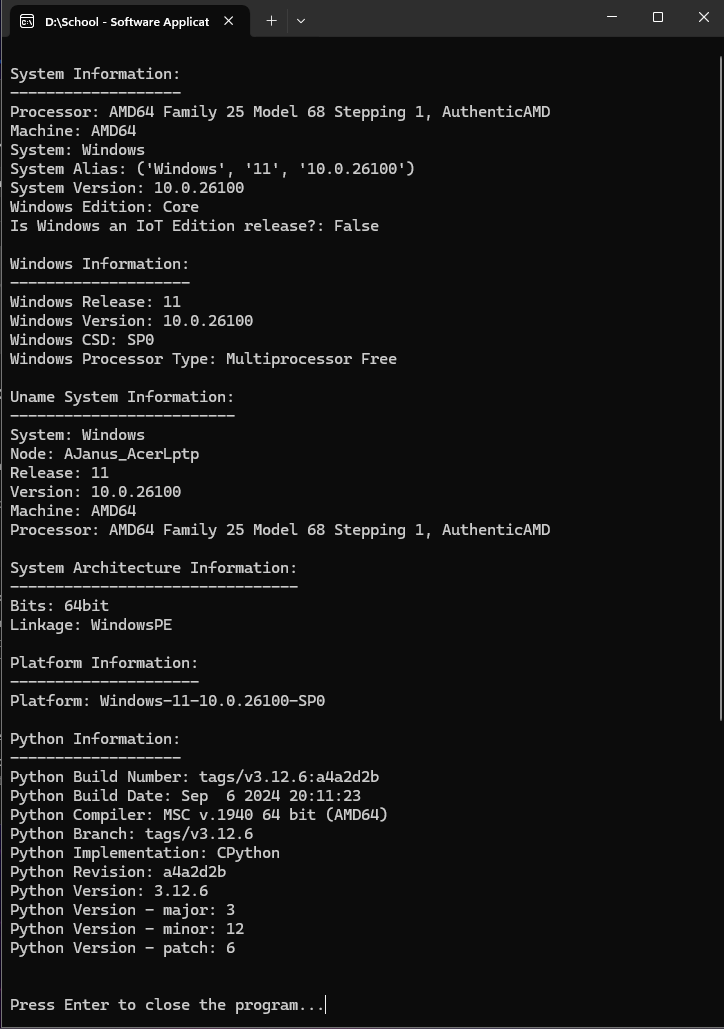 D:\School - Software Applicat
System Information:
-------------------
Processor: AMD64 Family 25 Model 68 Stepping 1, AuthenticAMD
Machine: AMD64
System: Windows
System Alias: ('Windows', '11', '10.0.26100')
System Version: 10.0.26100
Windows Edition: Core
Is Windows an IoT Edition release?: False
Windows Information:
--------------------
Windows Release: 11
Windows Version: 10.0.26100
Windows CSD: SP0
Windows Processor Type: Multiprocessor Free
Uname System Information:
-------------------------
System: Windows
Node: AJanus_AcerLptp
Release: 11
Version: 10.0.26100
Machine: AMD64
Processor: AMD64 Family 25 Model 68 Stepping 1, AuthenticAMD
System Architecture Information:
--------------------------------
Bits: 64bit
Linkage: WindowsPE
Platform Information:
---------------------
Platform: Windows-11-10.0.26100-SP0
Python Information:
-------------------
Python Build Number: tags/v3.12.6:a4a2d2b
Python Build Date: Sep  6 2024 20:11:23
Python Compiler: MSC v.1940 64 bit (AMD64)
Python Branch: tags/v3.12.6
Python Implementation: CPython
Python Revision: a4a2d2b
Python Version: 3.12.6
Python Version - major: 3
Python Version - minor: 12
Python Version - patch: 6
Press Enter to close the program...